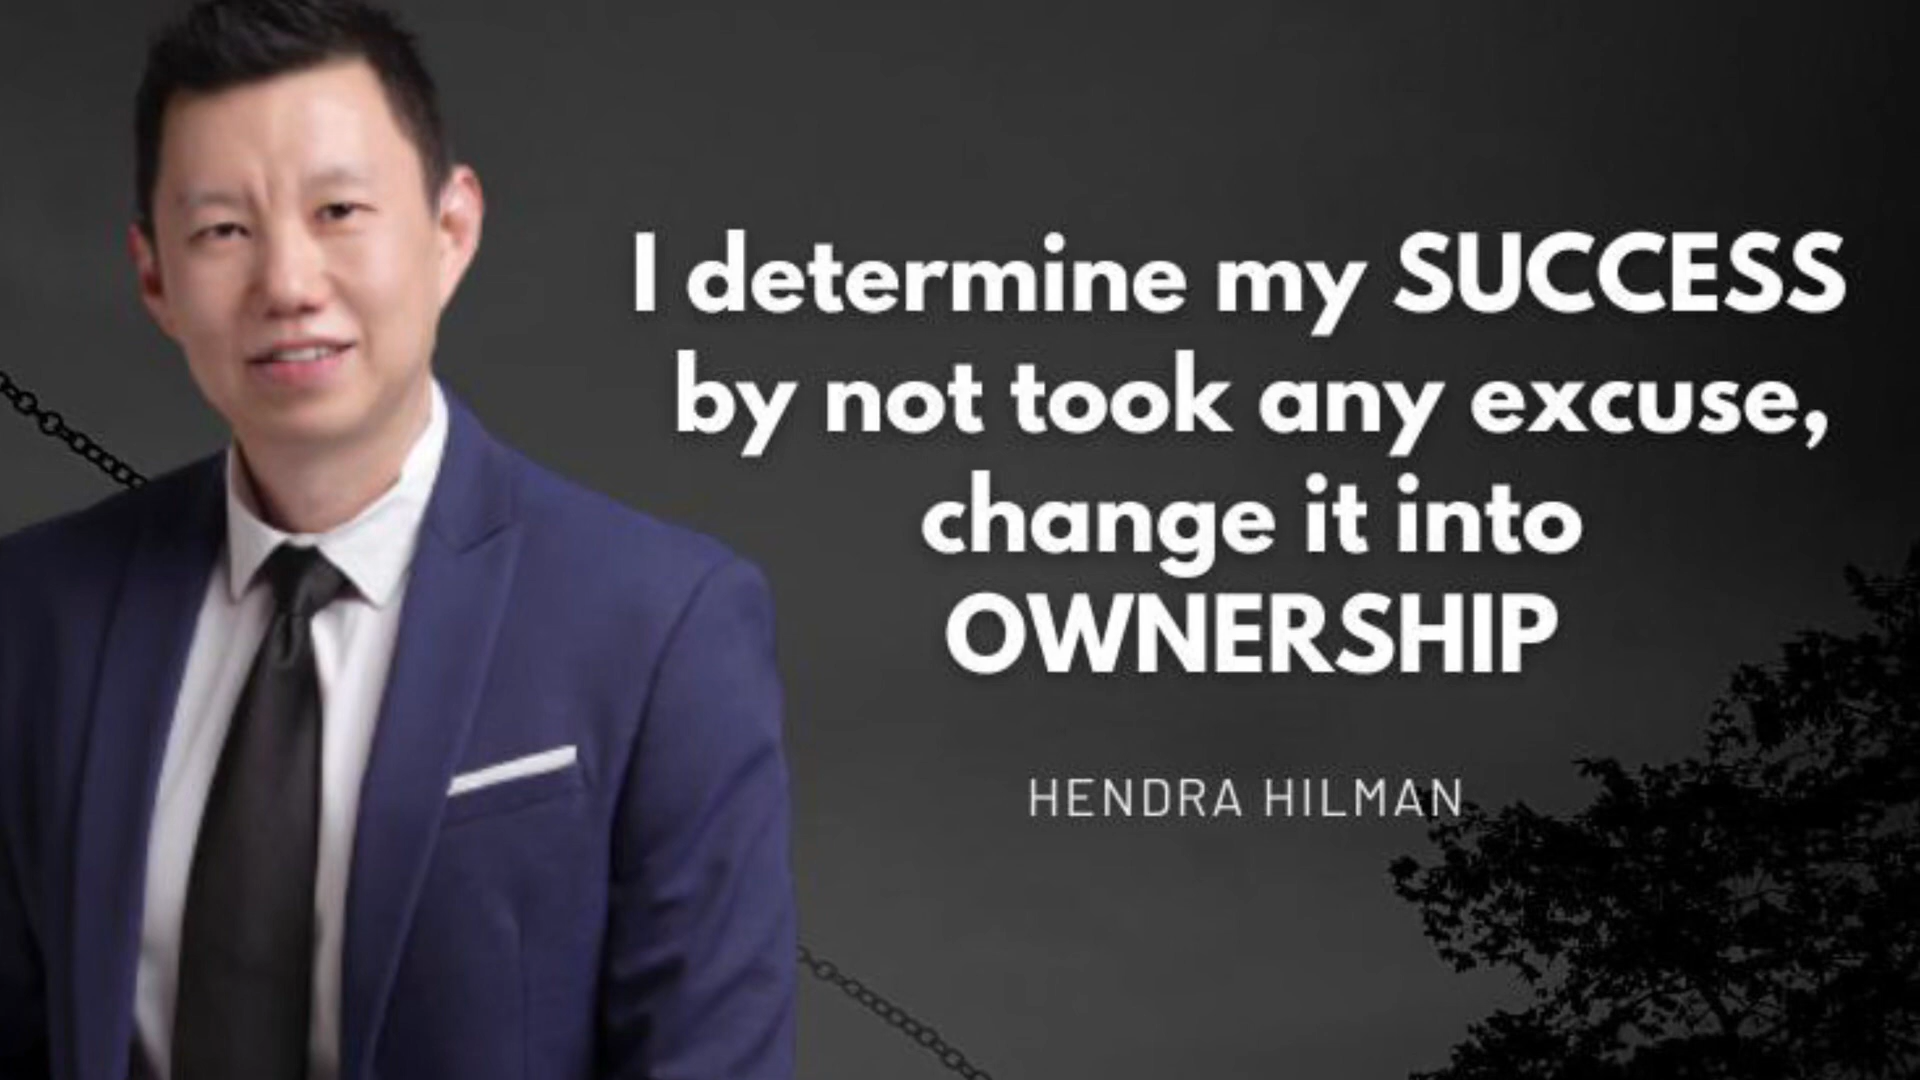 I determine my SUCCESS
by not took any excuse,
change it into
OWNERSHIP
HENDRA HILMAN